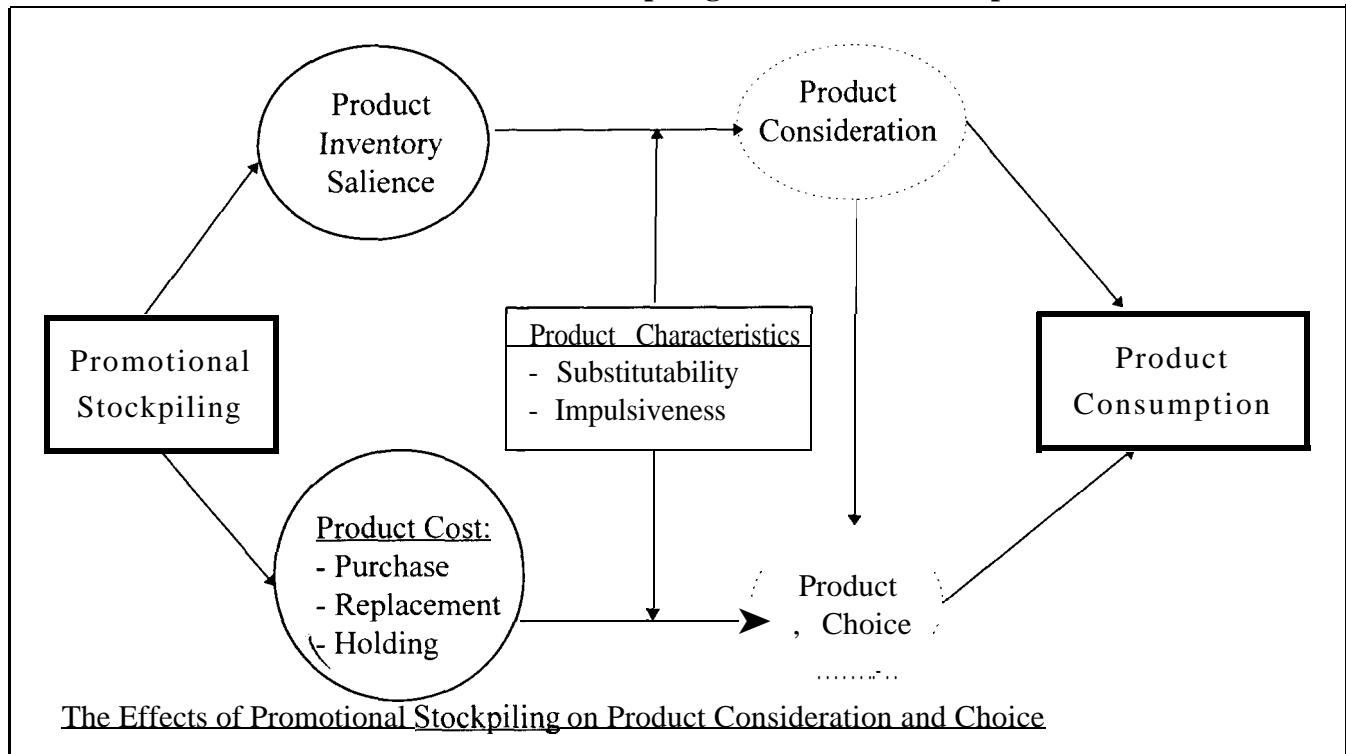 Product
Inventory
Salience
Product
Consideration
Promotional
Stockpiling
Product Characteristics
- Substitutability
- Impulsiveness
Product
Consumption
Product Cost:
- Purchase
- Replacement
- Holding
Product
, Choice
The Effects of Promotional Stockpiling on Product Consideration and Choice